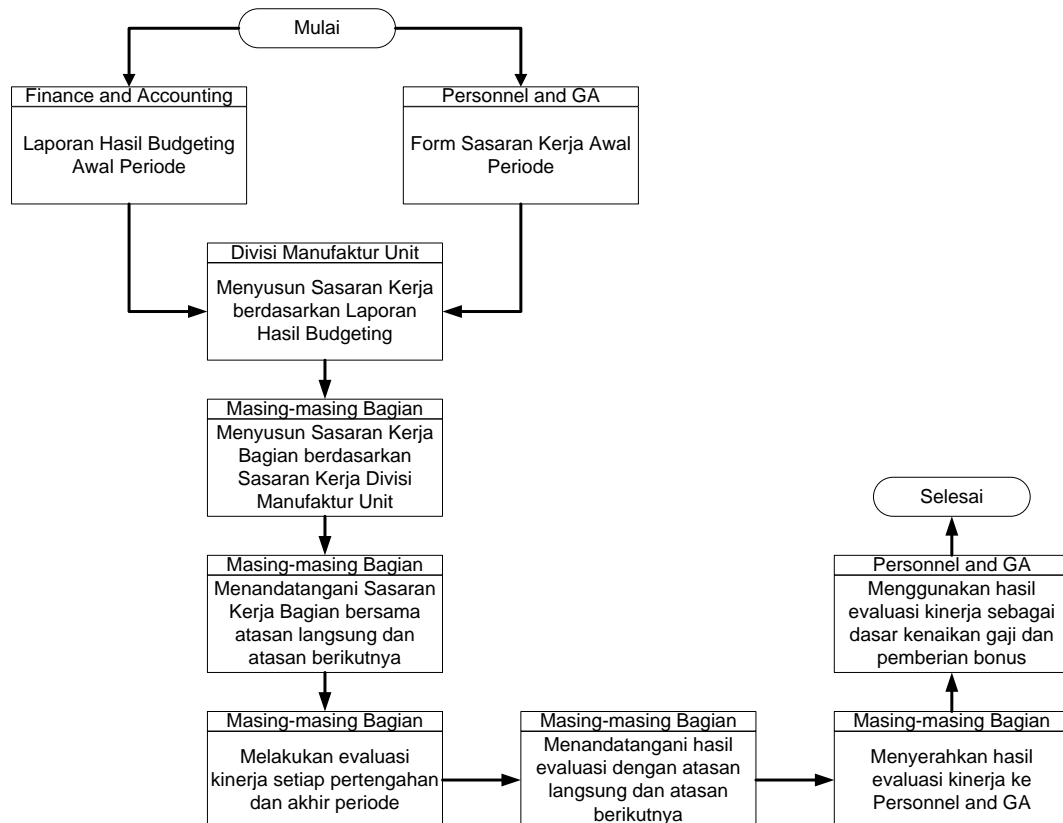 Mulai
Finance and Accounting
Laporan Hasil Budgeting
Awal Periode
Personnel and GA
Form Sasaran Kerja Awal
Periode
Divisi Manufaktur Unit
Menyusun Sasaran Kerja
berdasarkan Laporan
Hasil Budgeting
Masing-masing Bagian
Menyusun Sasaran Kerja
Bagian berdasarkan
Sasaran Kerja Divisi
Manufaktur Unit
Masing-masing Bagian
Menandatangani Sasaran
Kerja Bagian bersama
atasan langsung dan
atasan berikutnya
Masing-masing Bagian
Melakukan evaluasi
kinerja setiap pertengahan
dan akhir periode
Masing-masing Bagian
Menandatangani hasil
evaluasi dengan atasan
langsung dan atasan
berikutnya
Masing-masing Bagian
Menyerahkan hasil
evaluasi kinerja ke
Personnel and GA
Personnel and GA
Menggunakan hasil
evaluasi kinerja sebagai
dasar kenaikan gaji dan
pemberian bonus
Selesai